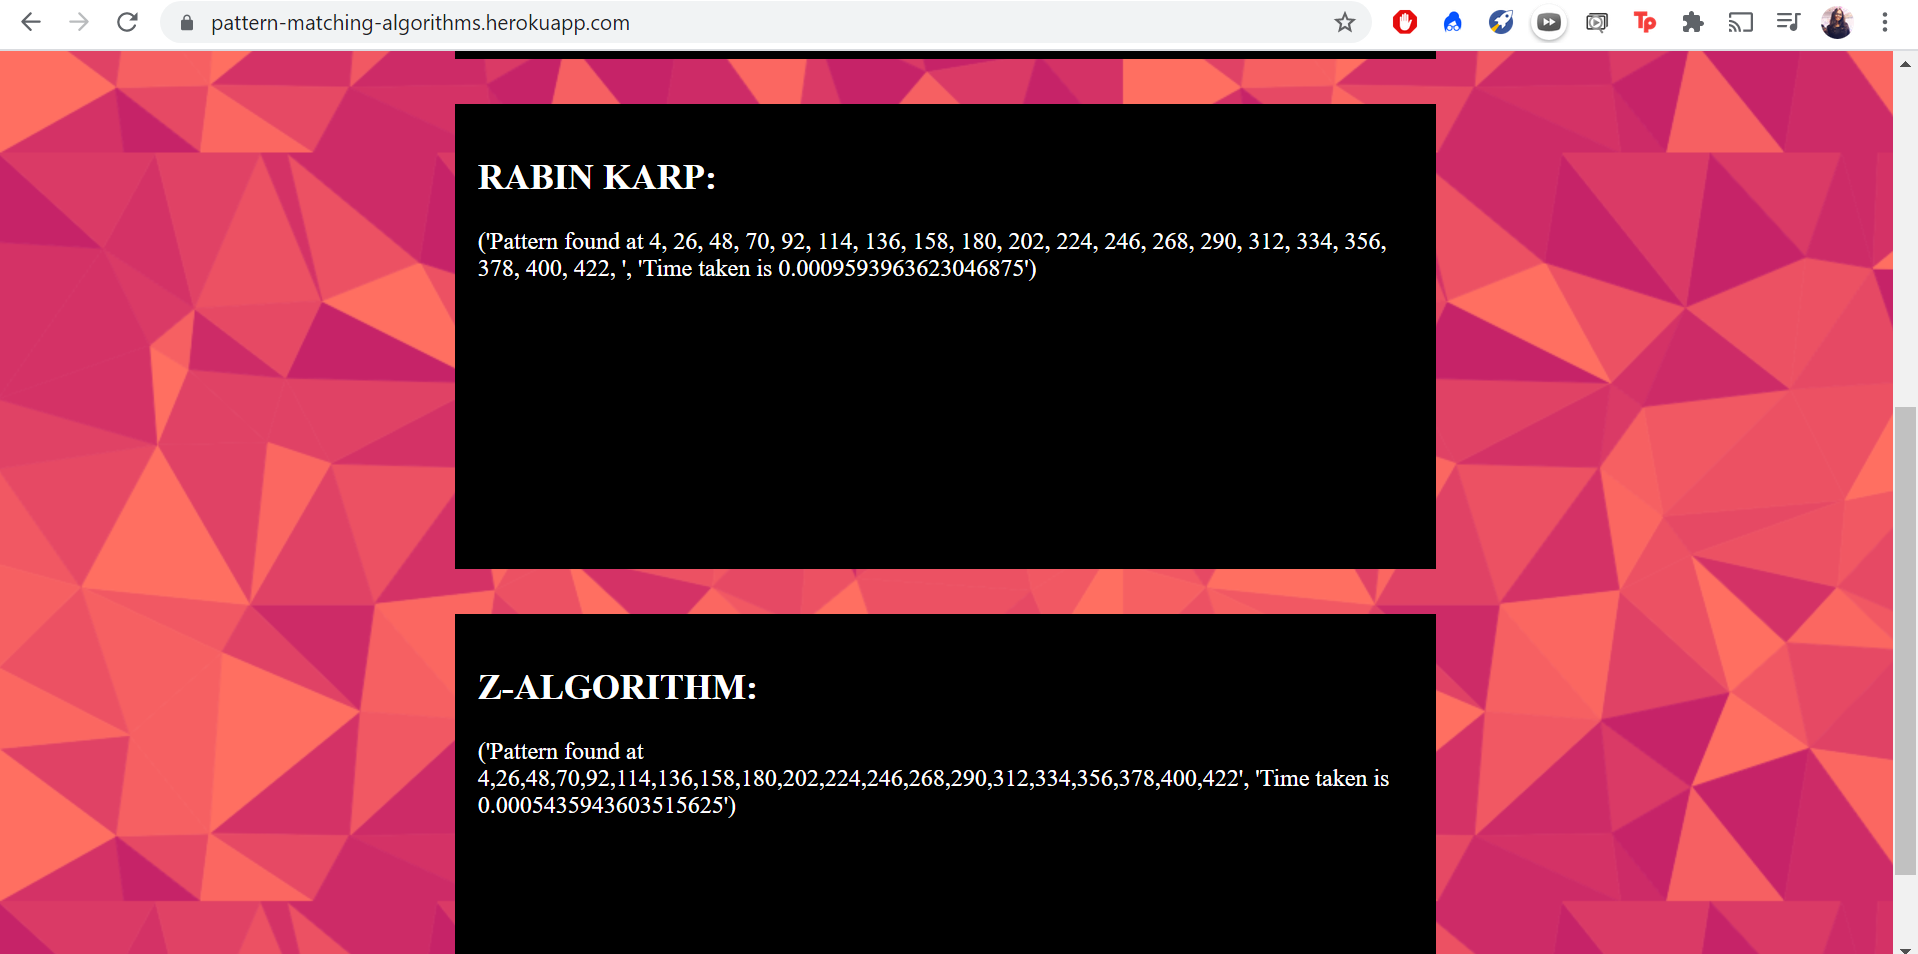 pattern-matching-algorithms.herokuapp.com
Tp
RABIN KARP:
('Pattern found at 4, 26, 48, 70, 92, 114, 136, 158, 180, 202, 224, 246, 268, 290, 312, 334, 356,
378, 400, 422, ', 'Time taken is 0.0009593963623046875')
Z-ALGORITHM:
('Pattern found at
4,26,48,70,92,114,136,158,180,202,224,246,268,290,312,334,356,378,400,422', 'Time taken is
0.0005435943603515625')